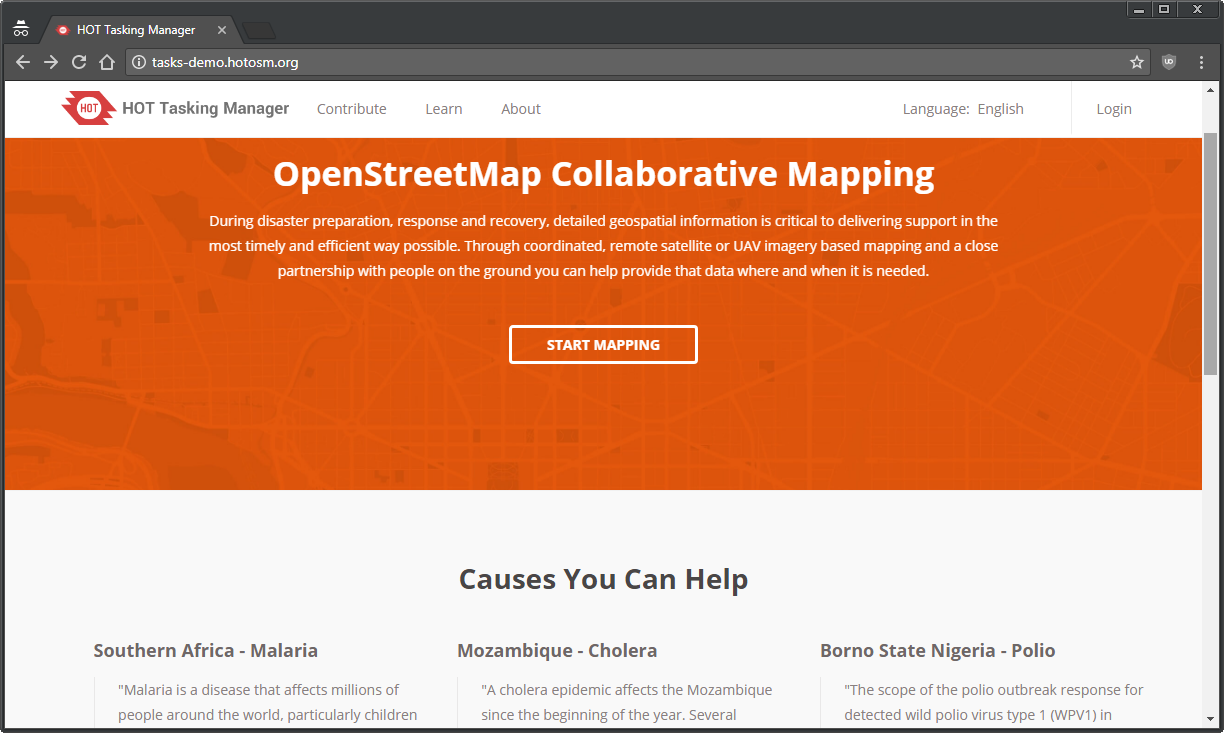 HOT Tasking Manager
tasks-demo.hotosm.org
HOT HOT Tasking Manager Contribute Learn About Language: English Login
OpenStreetMap Collaborative Mapping
During disaster preparation, response and recovery, detailed geospatial information is critical to delivering support in the
most timely and efficient way possible. Through coordinated, remote satellite or UAV imagery based mapping and a close
partnership with people on the ground you can help provide that data where and when it is needed.
START MAPPING
Causes You Can Help
Southern Africa - Malaria
"Malaria is a disease that affects millions of
people around the world, particularly children
Mozambique - Cholera
"A cholera epidemic affects the Mozambique
since the beginning of the year. Several
Borno State Nigeria - Polio
"The scope of the polio outbreak response for
detected wild polio virus type 1 (WPV1) in